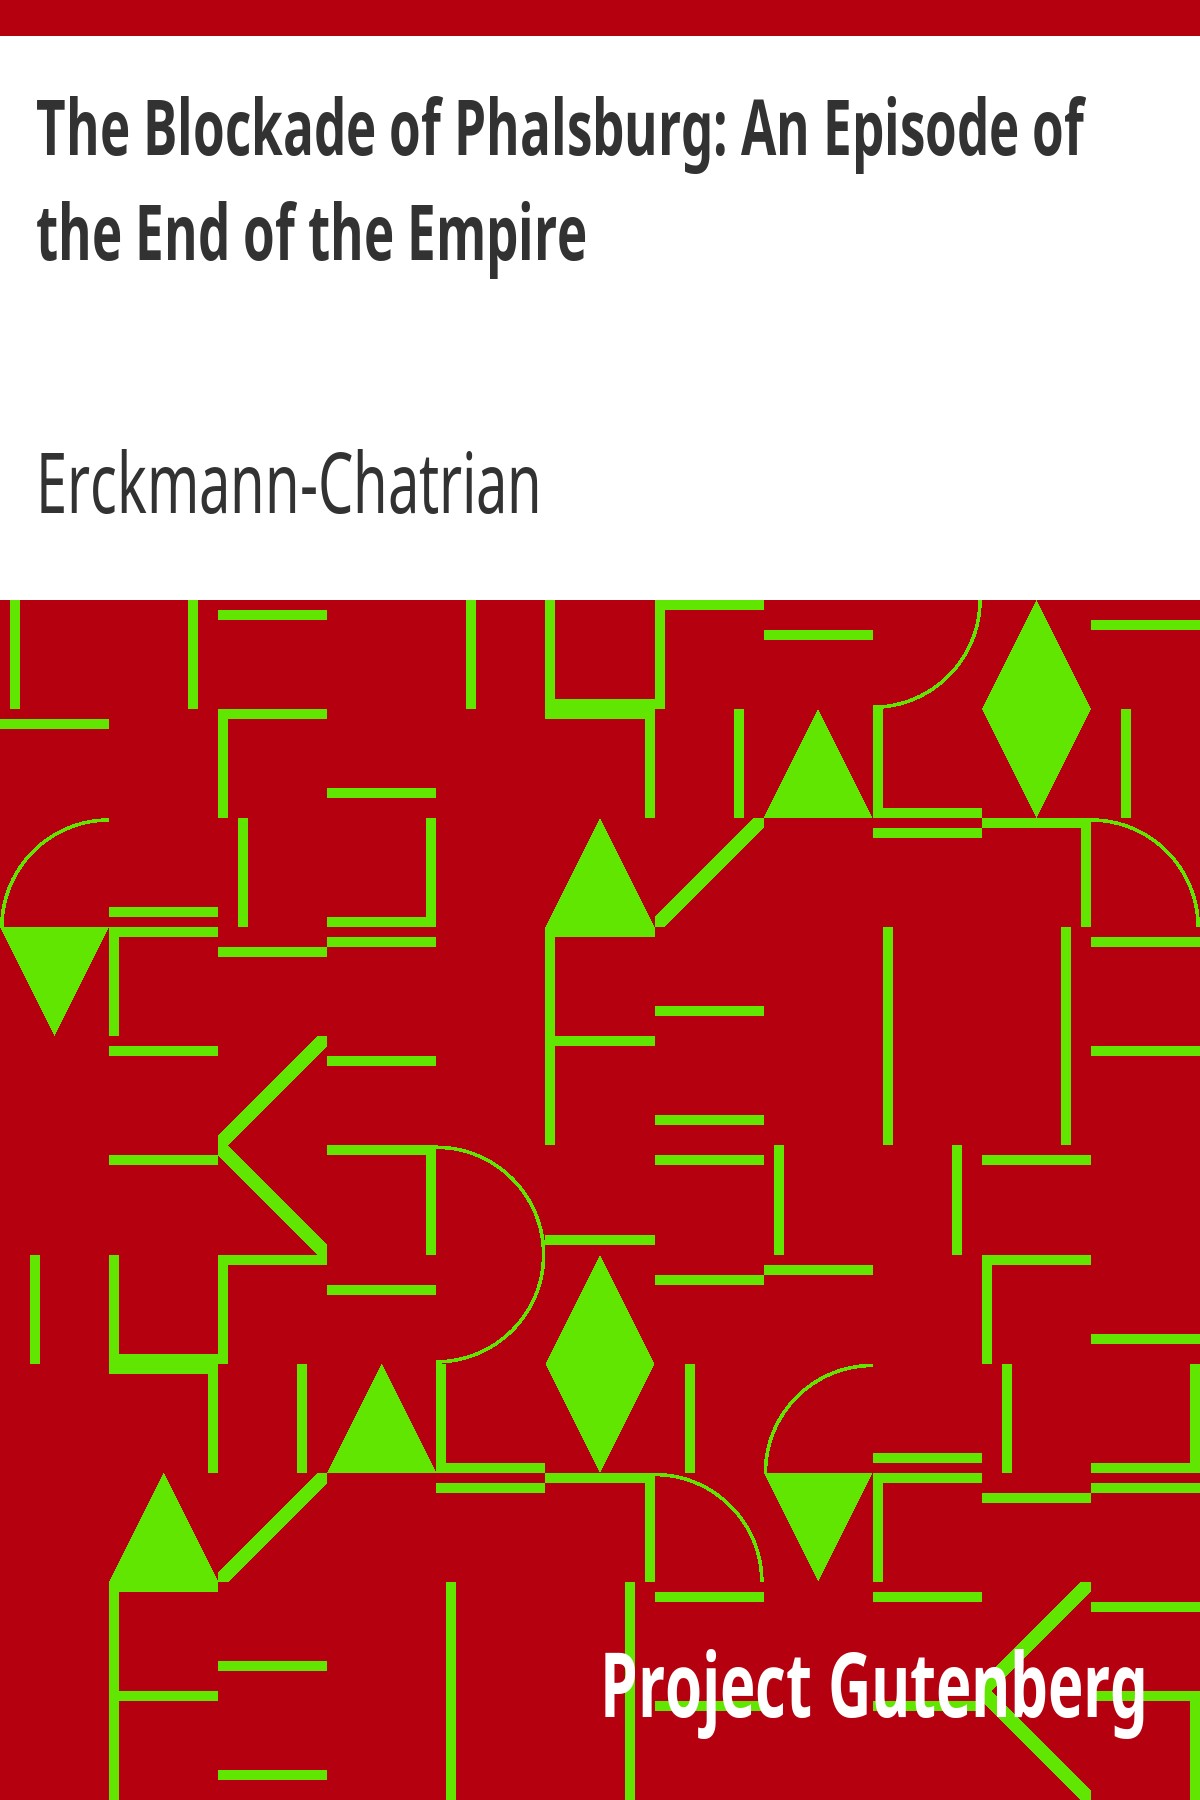 The Blockade of Phalsburg: An Episode of
the End of the Empire
Erckmann-Chatrian
Project Gutenberg